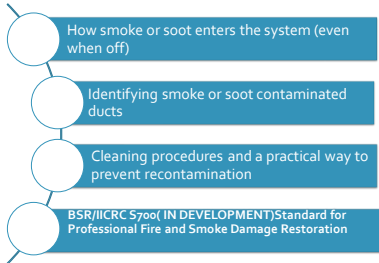 How smoke or soot enters the system (even
when off)
Identifying smoke or soot contaminated
ducts
Cleaning procedures and a practical way to
prevent recontamination
BSR/IICRC S700( IN DEVELOPMENT)Standard for
Professional Fire and Smoke Damage Restoration